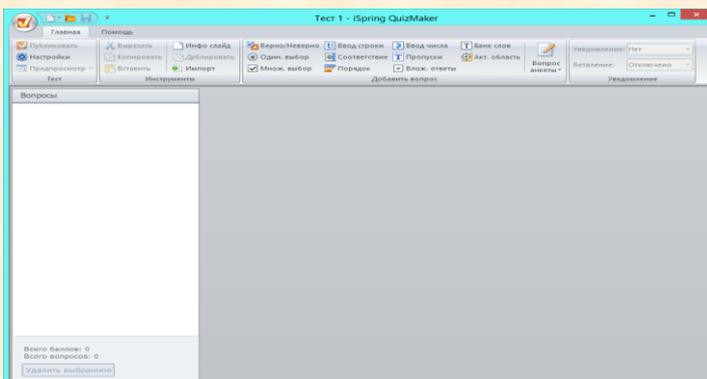 Тест 1 - iSpring QuizMaker
Главная Помощь
Публиковать Вырезать Инфо слайд Верно/Неверно Ввод строки Ввод числа Банк слов Уведомление: Нет
Настройки Копировать Дублировать Один. выбор Соответствие Пропуски Акт. область Вопрос анкеты
Предпросмотр Вставить Импорт Множ. выбор Порядок Влож. ответы Ветвление: Отключено
Тест Инструменты Добавить вопрос Уведомление
Вопросы
Всего баллов: 0
Всего вопросов: 0
Удалить выбранное